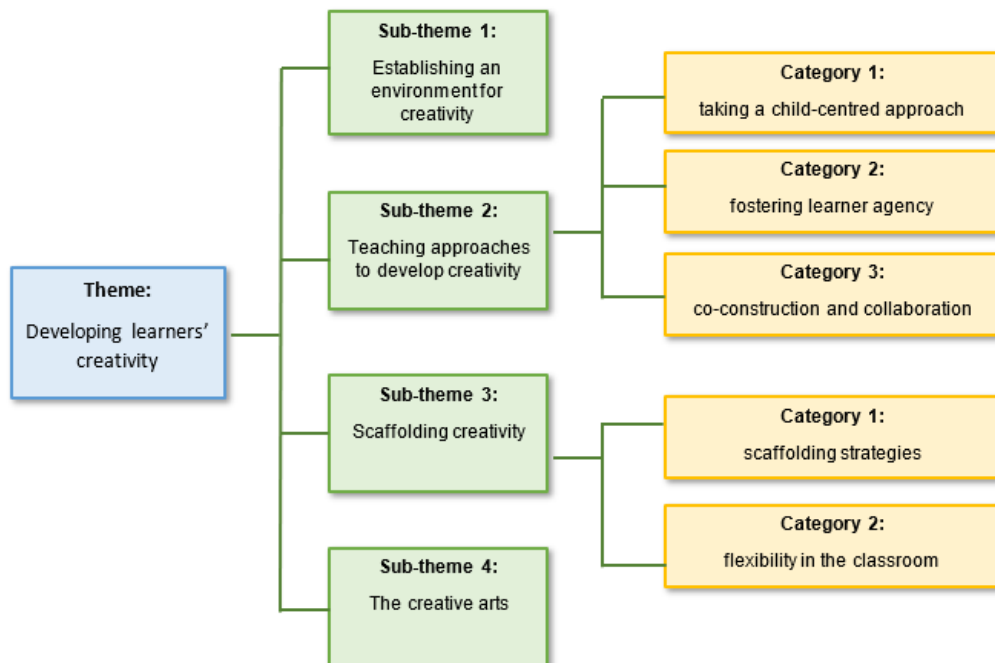 Theme:
Developing learners’
creativity
Sub-theme 1:
Establishing an
environment for
creativity
Sub-theme 2:
Teaching approaches
to develop creativity
Category 1:
taking a child-centred approach
Category 2:
fostering learner agency
Category 3:
co-construction and collaboration
Sub-theme 3:
Scaffolding creativity
Category 1:
scaffolding strategies
Category 2:
flexibility in the classroom
Sub-theme 4:
The creative arts